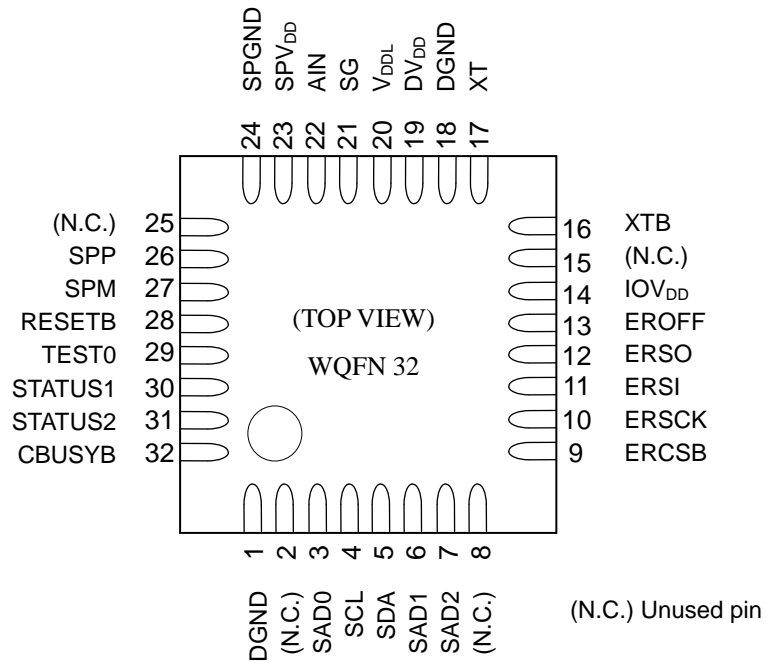 SPGND
SPVDD
AIN
SG
VDDL
DVDD
DGND
XT
24
23
22
21
20
19
18
17
(N.C.) 25
SPP 26
SPM 27
RESETB 28
TEST0 29
STATUS1 30
STATUS2 31
CBUSYB 32
(TOP VIEW)
WQFN 32
16 XTB
15 (N.C.)
14 IOVDD
13 EROFF
12 ERSO
11 ERSI
10 ERSCK
9 ERCSB
1
2
3
4
5
6
7
8
DGND
(N.C.)
SAD0
SCL
SDA
SAD1
SAD2
(N.C.)
(N.C.) Unused pin